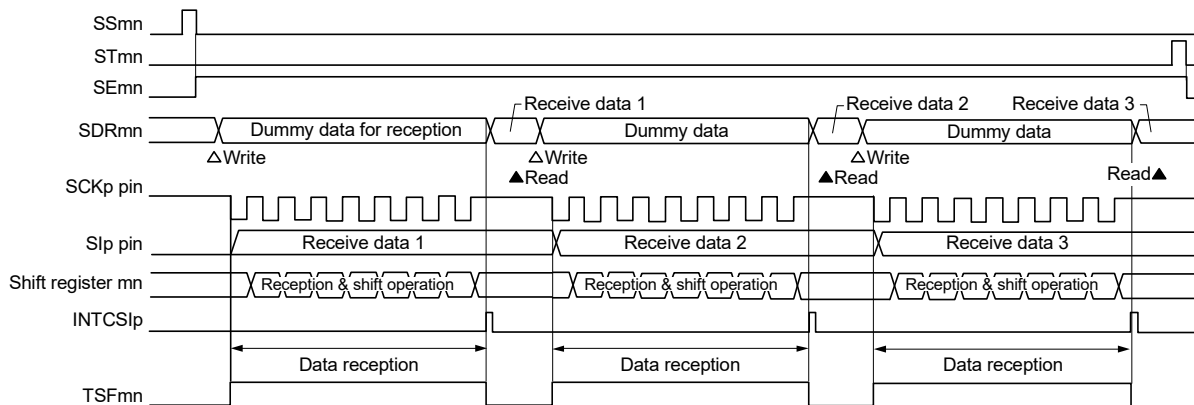 SSmn
STmn
SEmn
Receive data 1 Receive data 2 Receive data 3
SDRmn Dummy data for reception Dummy data Dummy data
△Write △Write △Write
▲Read ▲Read Read▲
SCKp pin
SIp pin Receive data 1 Receive data 2 Receive data 3
Shift register mn Reception & shift operation Reception & shift operation Reception & shift operation
INTCSIp
Data reception Data reception Data reception
TSFmn